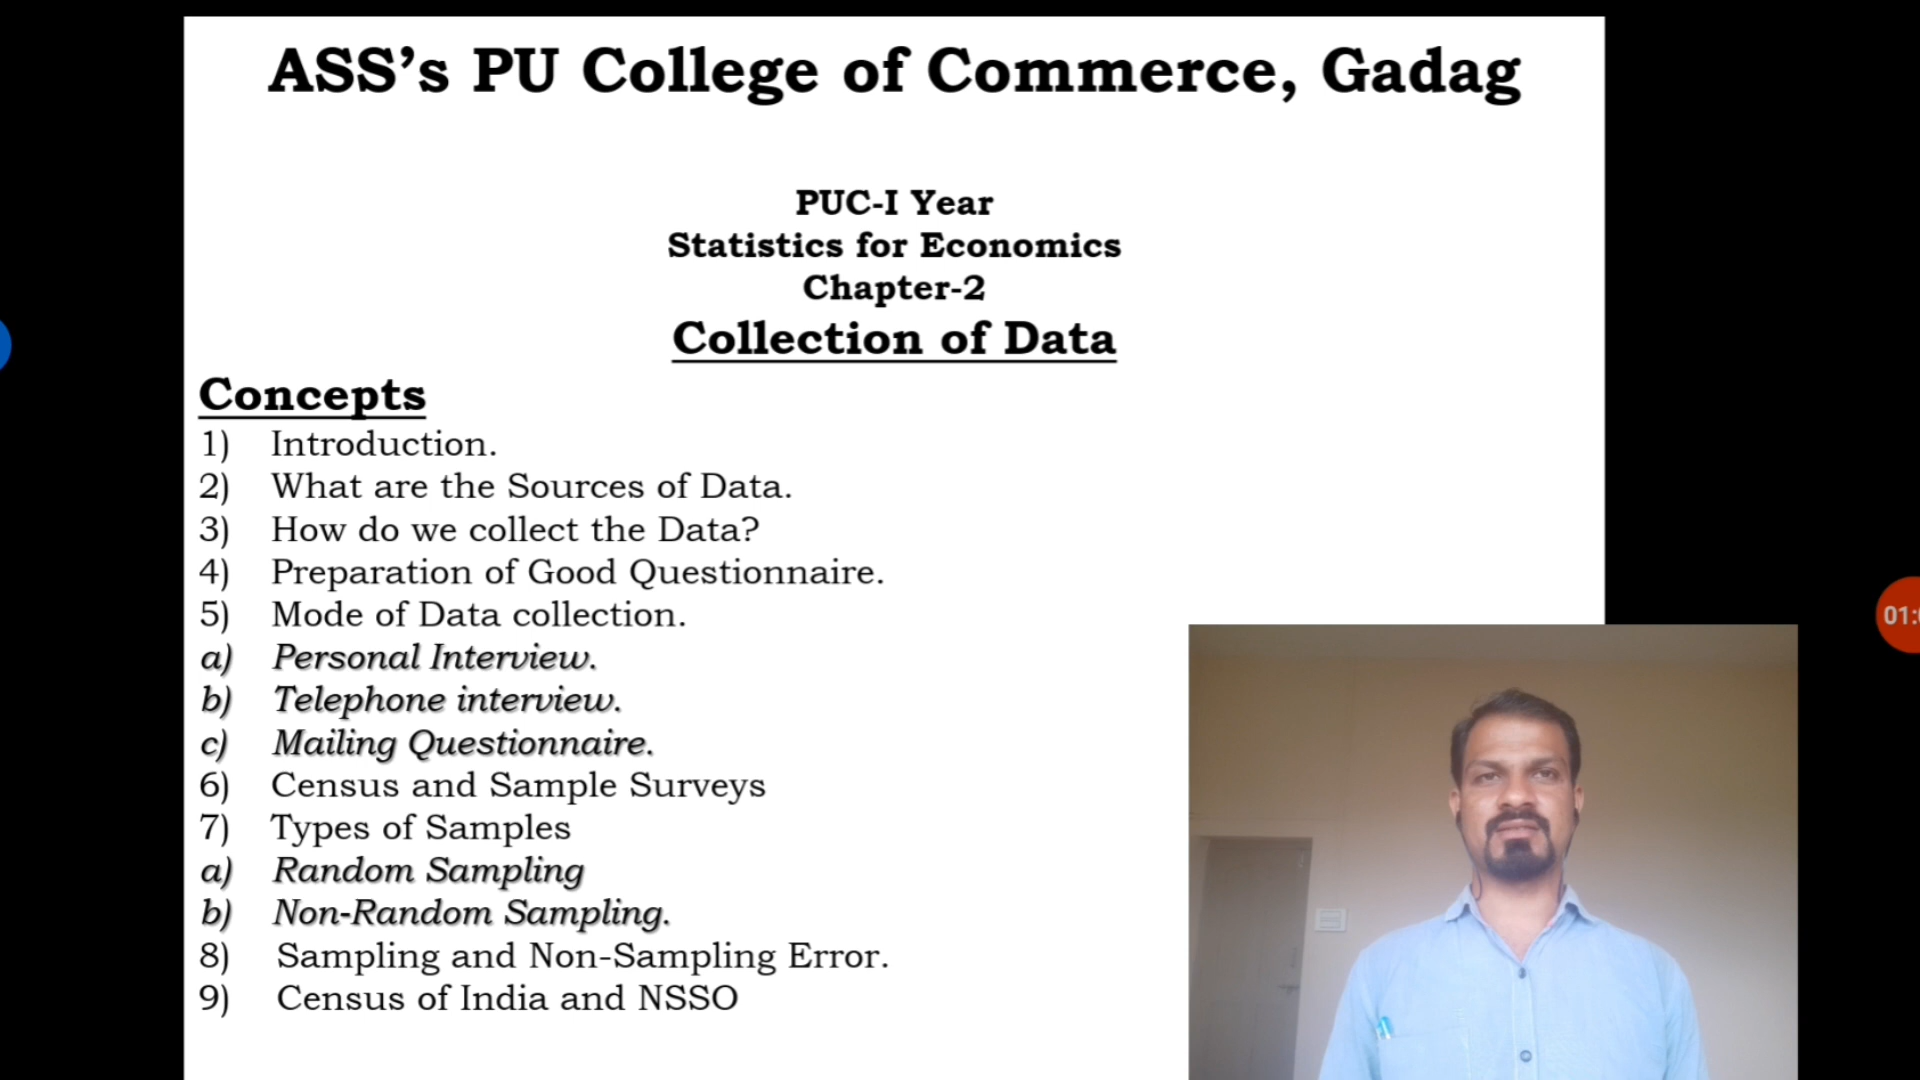 ASS’s PU College of Commerce, Gadag
PUC-I Year
Statistics for Economics
Chapter-2
Collection of Data
Concepts
1) Introduction.
2) What are the Sources of Data.
3) How do we collect the Data?
4) Preparation of Good Questionnaire.
5) Mode of Data collection.
a) Personal Interview.
b) Telephone interview.
c) Mailing Questionnaire.
6) Census and Sample Surveys
7) Types of Samples
a) Random Sampling
b) Non-Random Sampling.
8) Sampling and Non-Sampling Error.
9) Census of India and NSSO